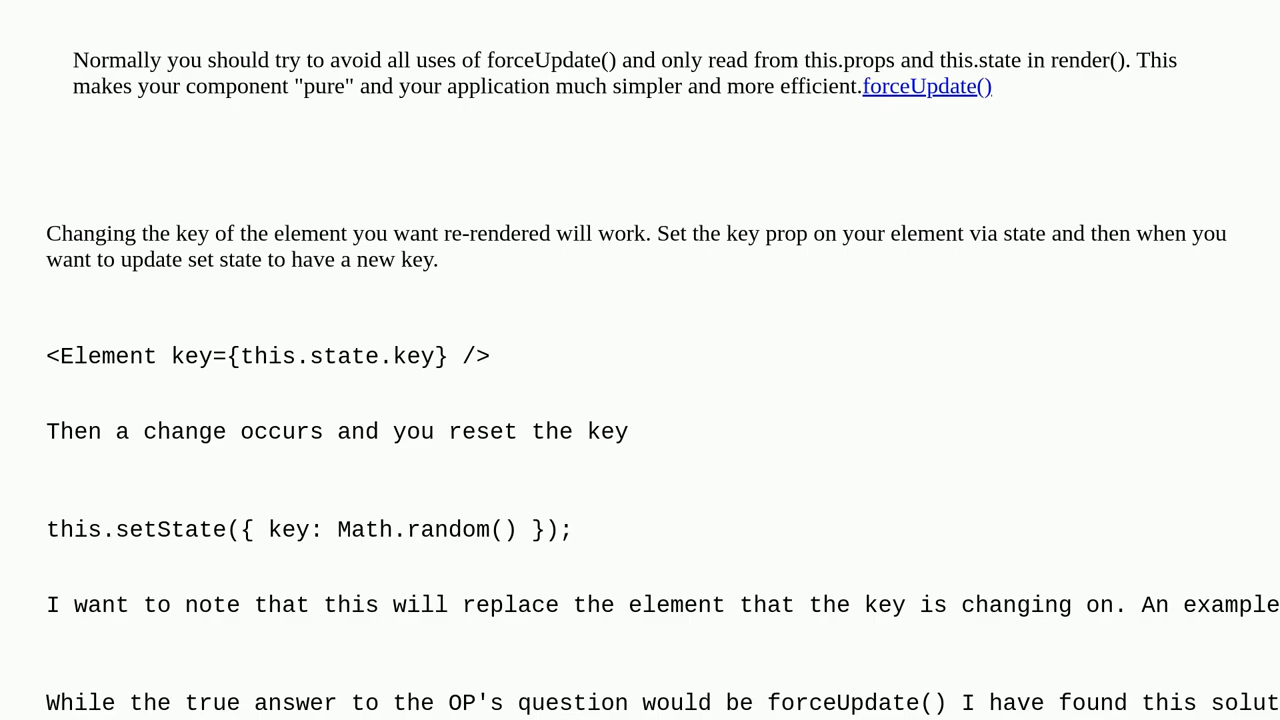 Normally you should try to avoid all uses of forceUpdate() and only read from this.props and this.state in render(). This
makes your component "pure" and your application much simpler and more efficient.forceUpdate()
Changing the key of the element you want re-rendered will work. Set the key prop on your element via state and then when you
want to update set state to have a new key.
<Element key={this.state.key} />
Then a change occurs and you reset the key
this.setState({ key: Math.random() });
I want to note that this will replace the element that the key is changing on. An example
While the true answer to the OP's question would be forceUpdate() I have found this solut